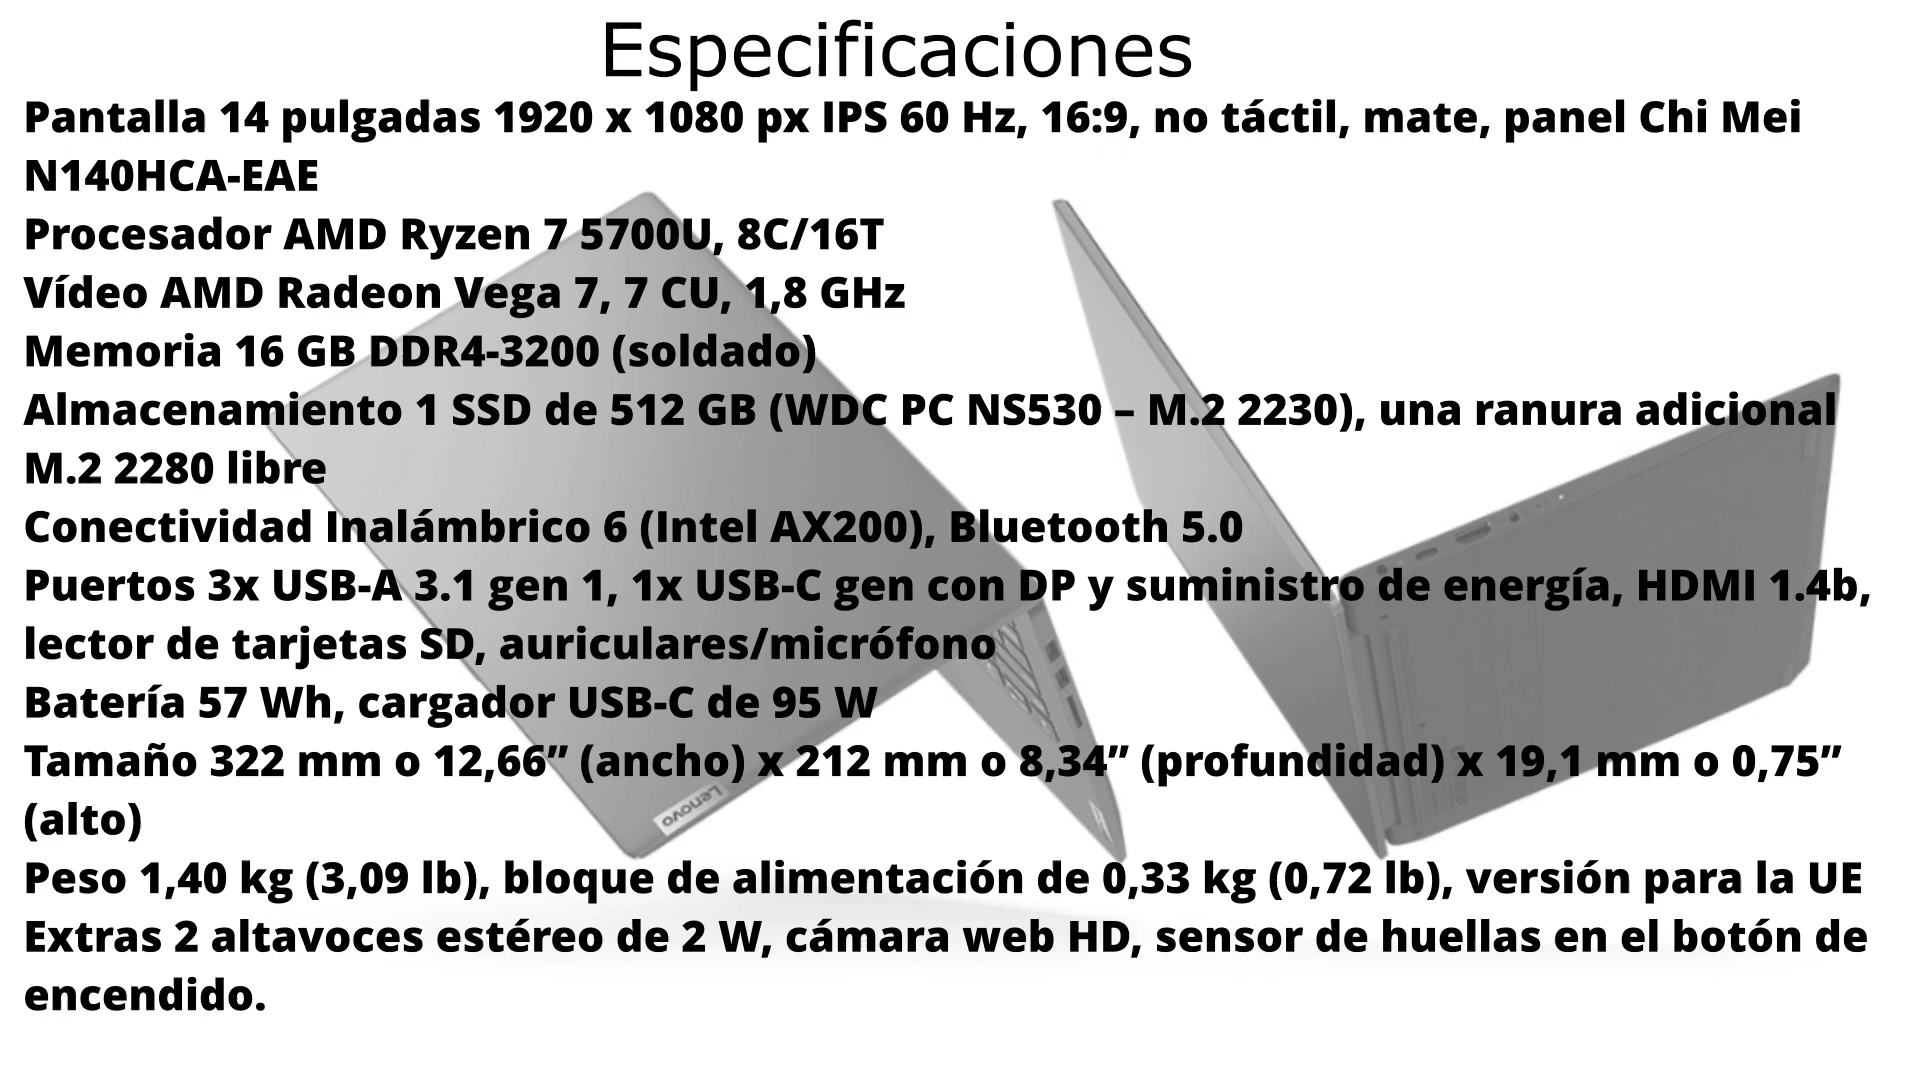 Especificaciones
Pantalla 14 pulgadas 1920 x 1080 px IPS 60 Hz, 16:9, no táctil, mate, panel Chi Mei
N140HCA-EAE
Procesador AMD Ryzen 7 5700U, 8C/16T
Vídeo AMD Radeon Vega 7, 7 CU, 1,8 GHz
Memoria 16 GB DDR4-3200 (soldado)
Almacenamiento 1 SSD de 512 GB (WDC PC NS530 – M.2 2230), una ranura adicional
M.2 2280 libre
Conectividad Inalámbrico 6 (Intel AX200), Bluetooth 5.0
Puertos 3x USB-A 3.1 gen 1, 1x USB-C gen con DP y suministro de energía, HDMI 1.4b,
lector de tarjetas SD, auriculares/micrófono
Batería 57 Wh, cargador USB-C de 95 W
Tamaño 322 mm o 12,66” (ancho) x 212 mm o 8,34” (profundidad) x 19,1 mm o 0,75”
(alto)
Peso 1,40 kg (3,09 lb), bloque de alimentación de 0,33 kg (0,72 lb), versión para la UE
Extras 2 altavoces estéreo de 2 W, cámara web HD, sensor de huellas en el botón de
encendido.
Lenovo